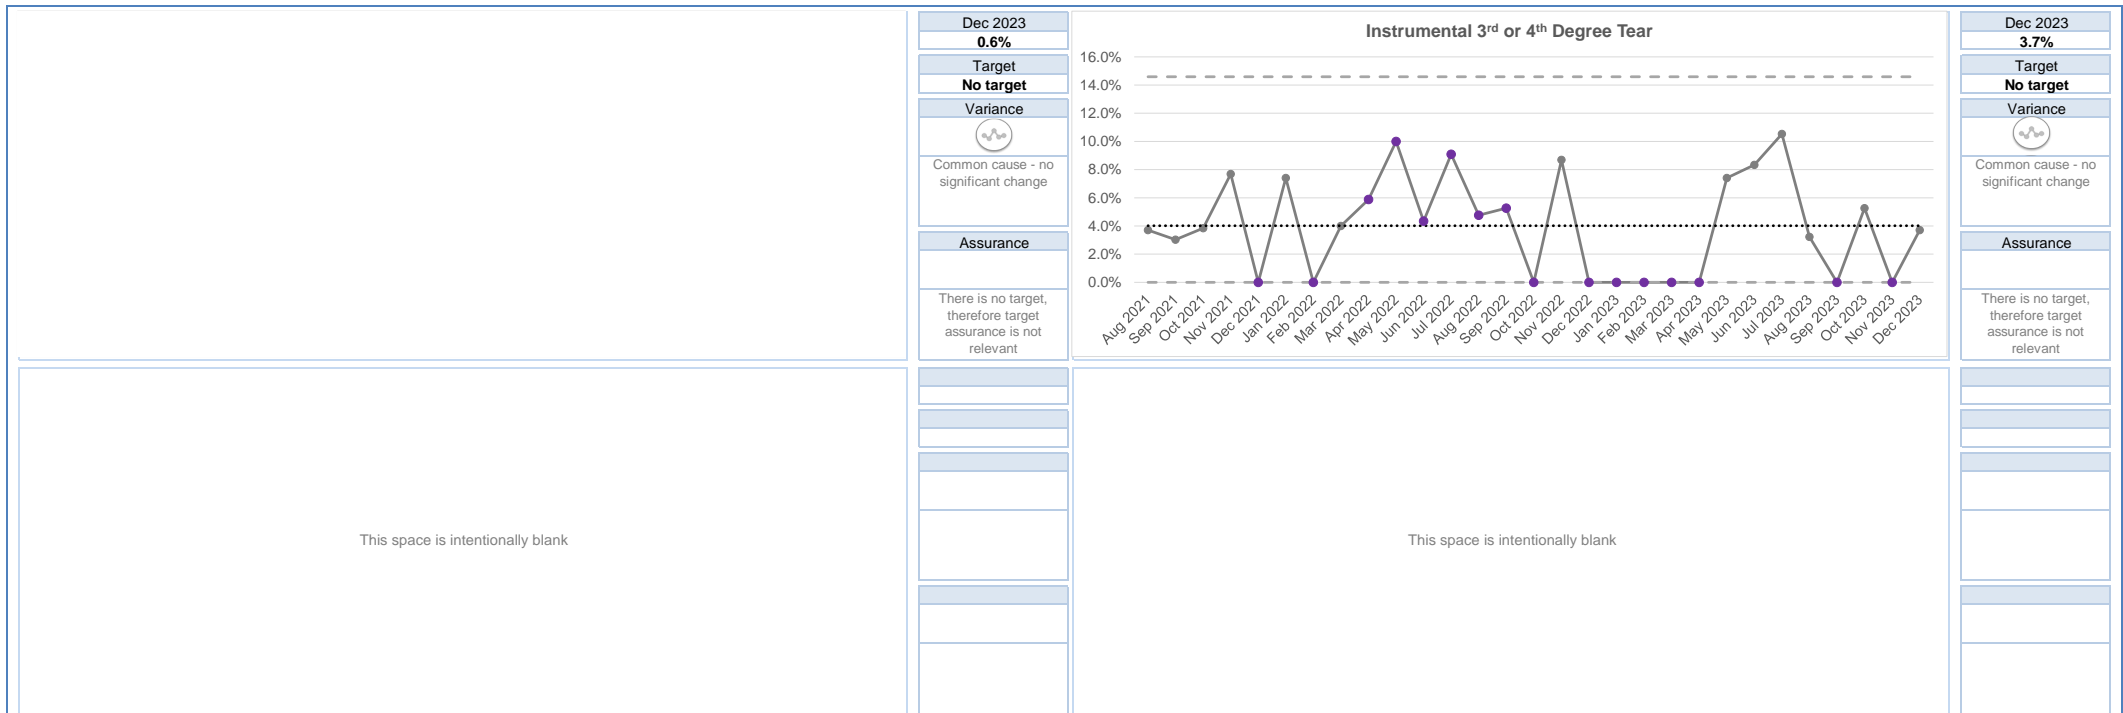 Dec 2023
0.6%
Target
No target
Variance
Common cause - no
significant change
Assurance
There is no target,
therefore target
assurance is not
relevant
Instrumental 3rd or 4th Degree Tear
16.0%
14.0%
12.0%
10.0%
8.0%
6.0%
4.0%
2.0%
0.0%
Aug 2021
Sep 2021
Oct 2021
Nov 2021
Dec 2021
Jan 2022
Feb 2022
Mar 2022
Apr 2022
May 2022
Jun 2022
Jul 2022
Aug 2022
Sep 2022
Oct 2022
Nov 2022
Dec 2022
Jan 2023
Feb 2023
Mar 2023
Apr 2023
May 2023
Jun 2023
Jul 2023
Aug 2023
Sep 2023
Oct 2023
Nov 2023
Dec 2023
Dec 2023
3.7%
Target
No target
Variance
Common cause - no
significant change
Assurance
There is no target,
therefore target
assurance is not
relevant
This space is intentionally blank
This space is intentionally blank